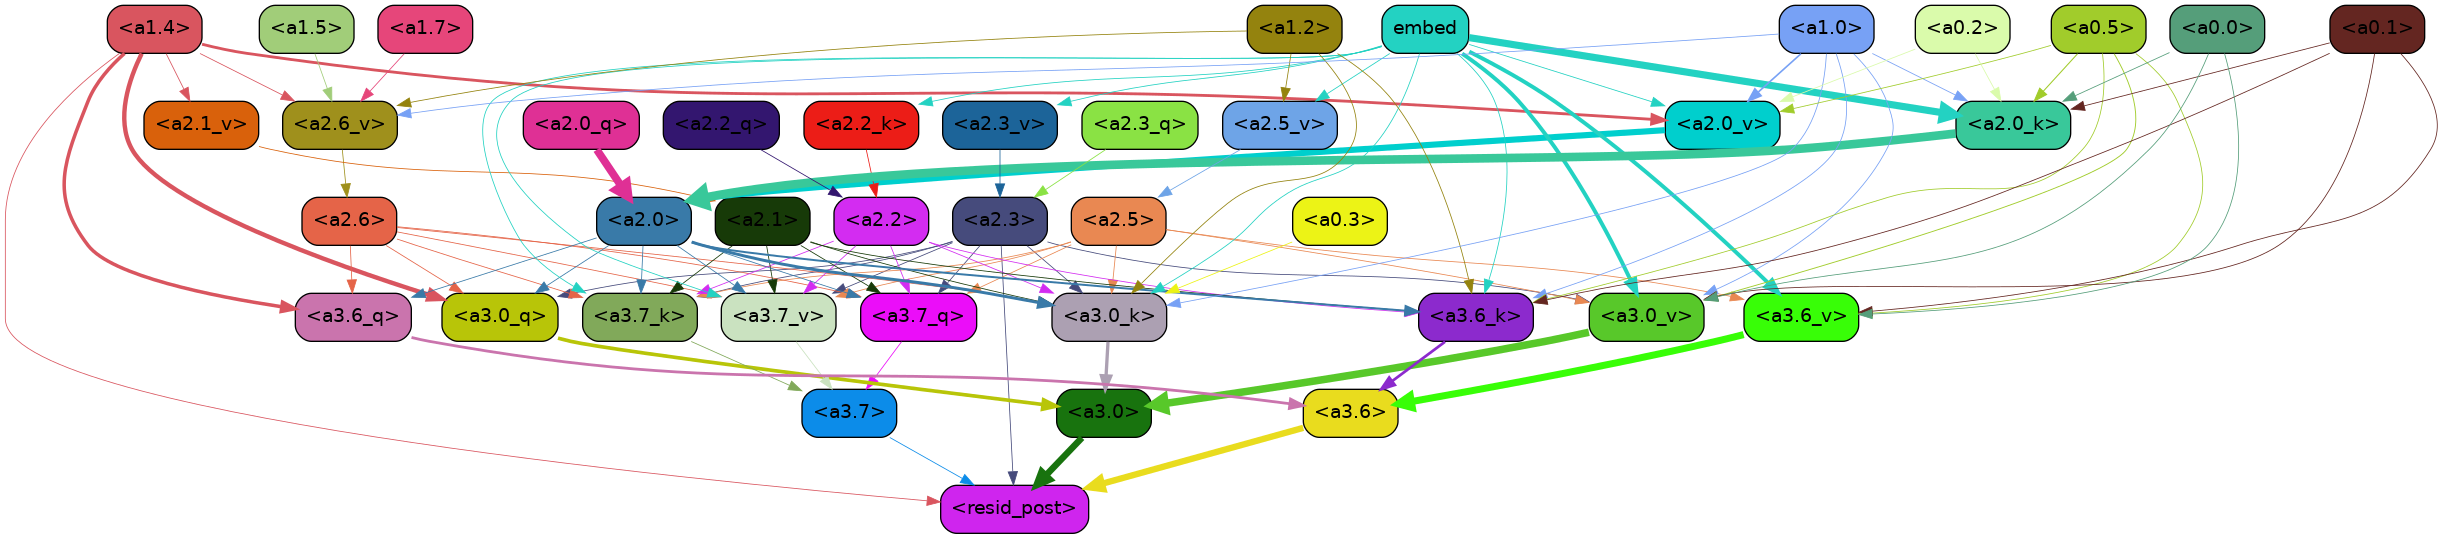 <a1.4>
<a1.5>
<a1.7>
<a1.2>
embed
<a1.0>
<a0.2>
<a0.5>
<a0.0>
<a0.1>
<a2.1_v>
<a2.6_v>
<a2.0_q>
<a2.2_q>
<a2.2_k>
<a2.3_v>
<a2.3_q>
<a2.5_v>
<a2.0_v>
<a2.0_k>
<a2.6>
<a2.0>
<a2.1>
<a2.2>
<a2.3>
<a2.5>
<a0.3>
<a3.6_q>
<a3.0_q>
<a3.7_k>
<a3.7_v>
<a3.7_q>
<a3.0_k>
<a3.6_k>
<a3.0_v>
<a3.6_v>
<a3.7>
<a3.0>
<a3.6>
<resid_post>